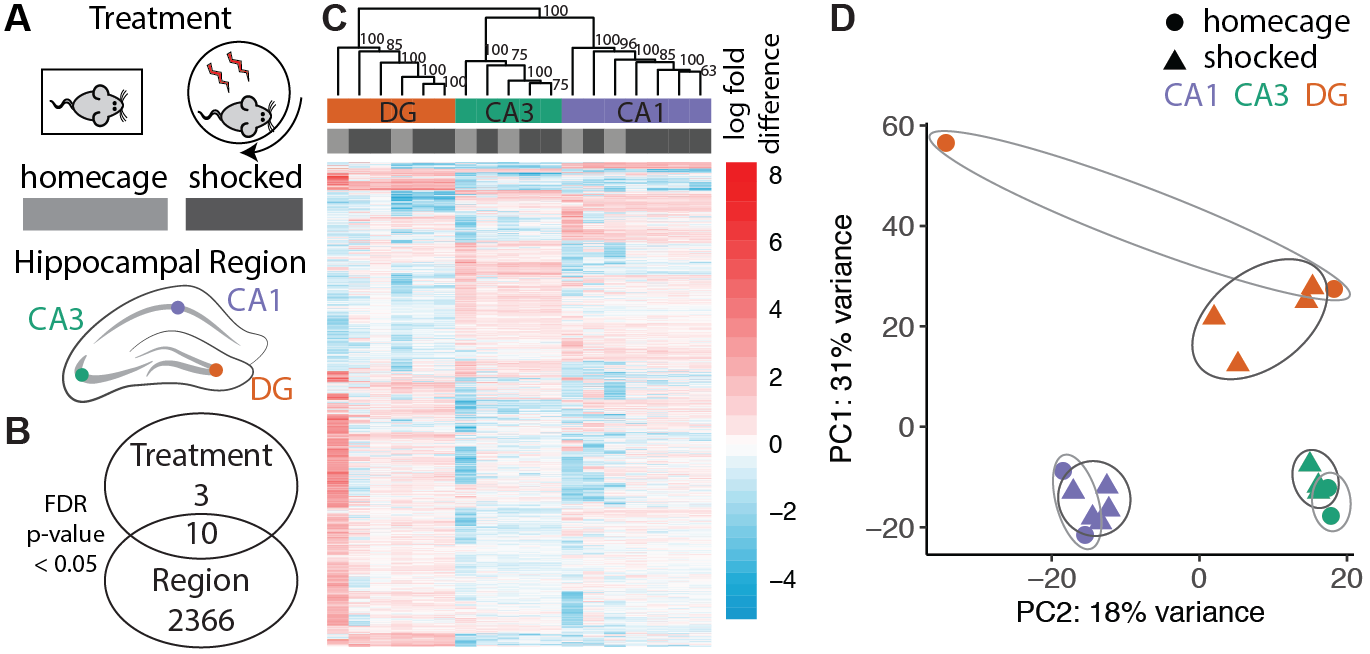 A
Treatment
homecage
shocked
Hippocampal Region
CA3
CA1
DG
B
Treatment
3
10
Region
2366
FDR
p-value
< 0.05
C
100
100
85
100
100
100
100
75
100
75
100
96
100
85
100
63
DG
CA3
CA1
log fold
difference
8
6
4
2
0
−2
−4
D
homecage
shocked
CA1 CA3 DG
PC1: 31% variance
60
40
20
0
−20
−20
0
20
PC2: 18% variance